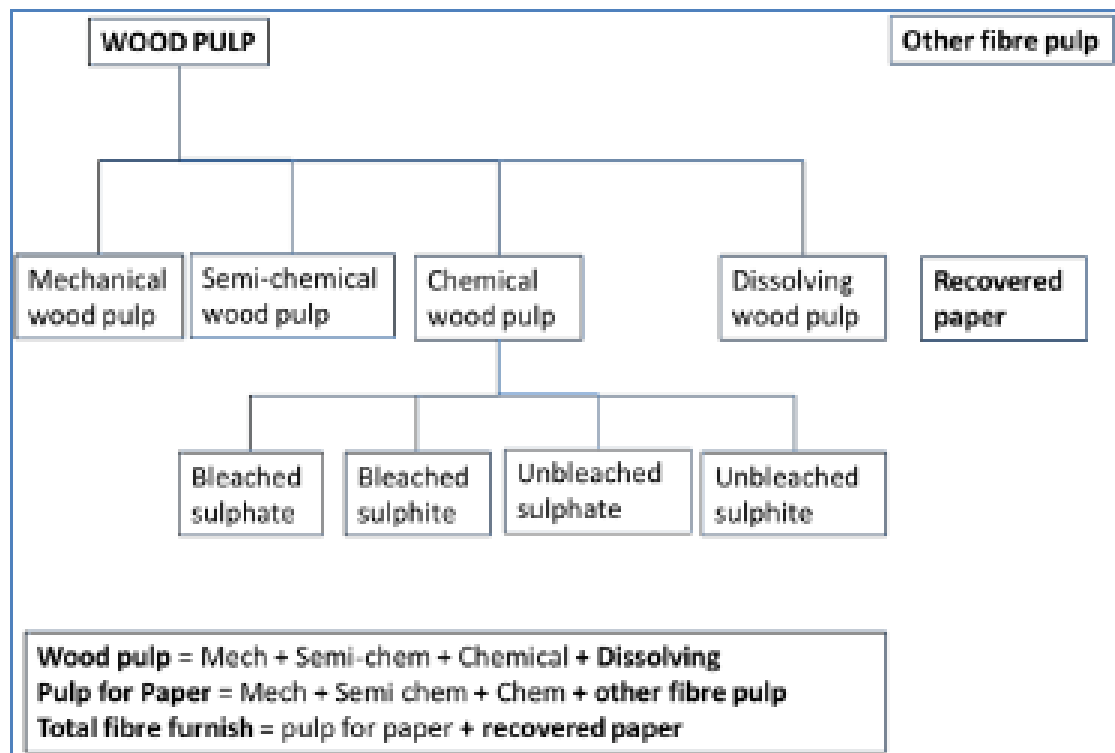 WOOD PULP
Other fibre pulp
Mechanical
wood pulp
Semi-chemical
wood pulp
Chemical
wood pulp
Dissolving
wood pulp
Recovered
paper
Bleached
sulphate
Bleached
sulphite
Unbleached
sulphate
Unbleached
sulphite
Wood pulp = Mech + Semi-chem + Chemical + Dissolving
Pulp for Paper = Mech + Semi chem + Chem + other fibre pulp
Total fibre furnish = pulp for paper + recovered paper